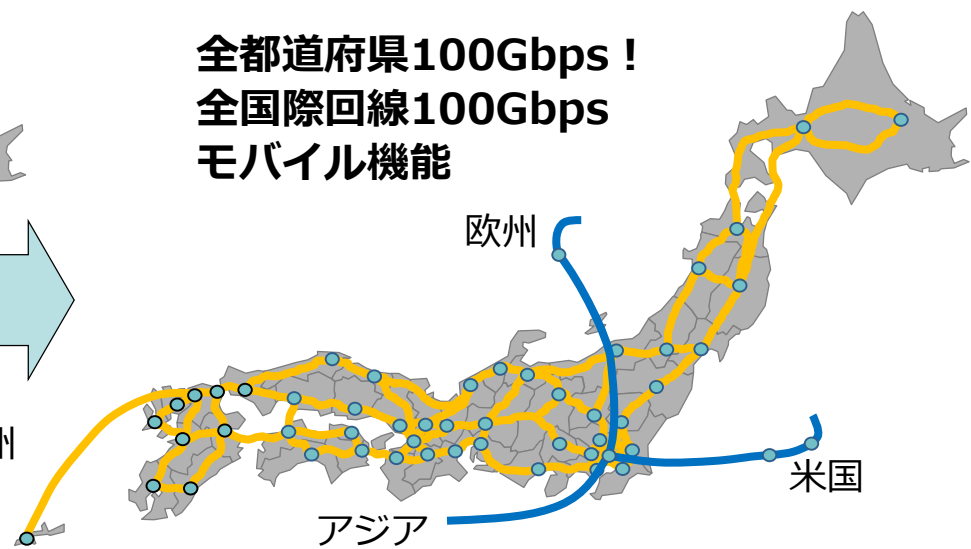 全都道府県100Gbps！
全国際回線100Gbps
モバイル機能
欧州
米国
州
アジア